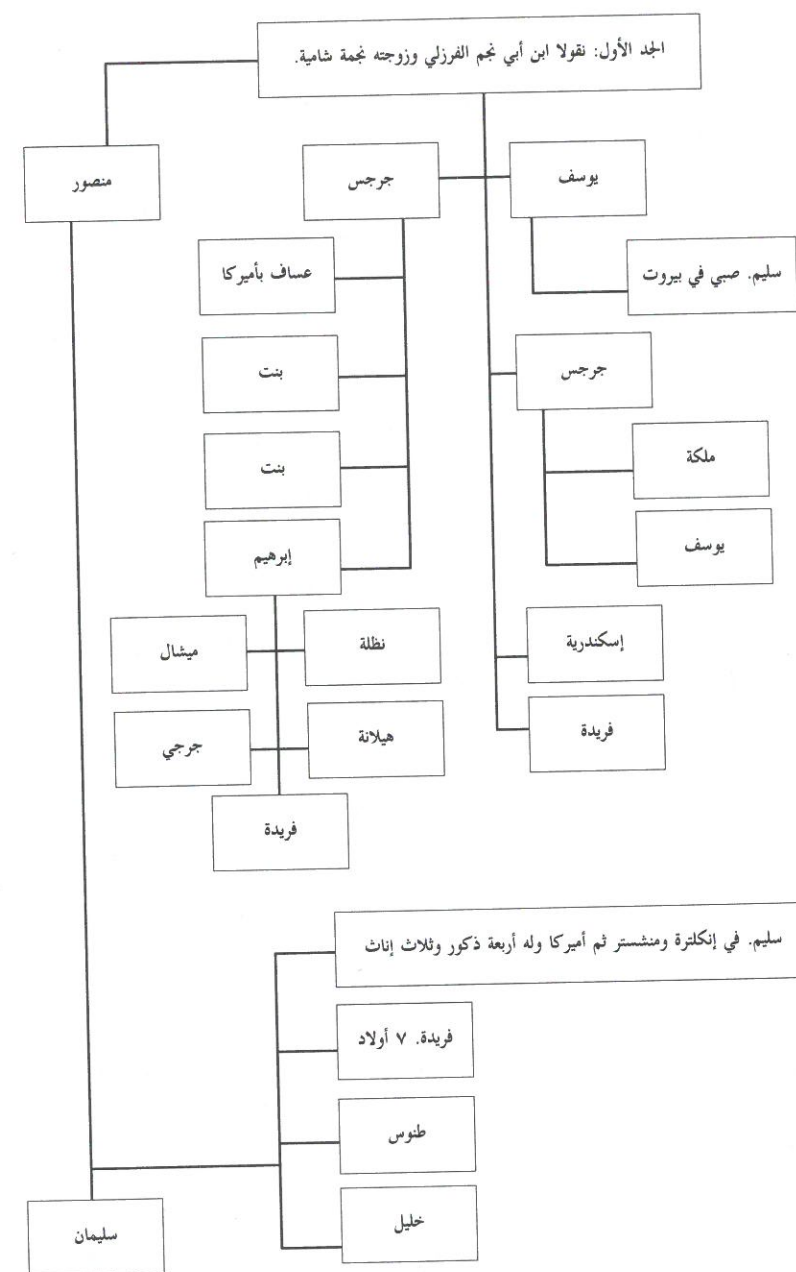 الجد الأول: نقولا ابن أبي نجم الفرزلي وزوجته نجمة شامية.
يوسف
جرجس
منصور
سليم. صبي في بيروت
عساف بأميركا
جرجس
بنت
ملكة
بنت
يوسف
إبرهيم
إسكندرية
نظلة
ميشال
فريدة
هيلانة
جرجي
فريدة
سليم. في إنكلترة ومنشستر ثم أميركا وله أربعة ذكور وثلاث إناث
فريدة. ٧ أولاد
طنوس
خليل
سليمان